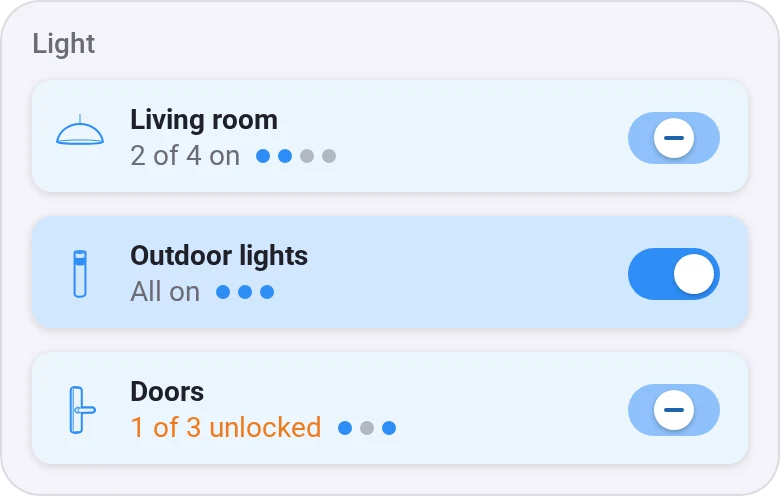 Light
Living room
2 of 4 on
Outdoor lights
All on
Doors
1 of 3 unlocked